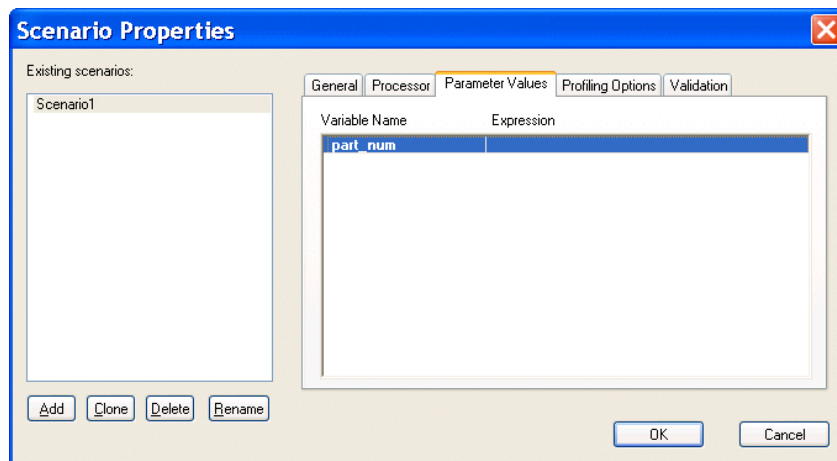 Scenario Properties
Existing scenarios:
Scenario1
Add Clone Delete Rename
General Processor Parameter Values Profiling Options Validation
Variable Name Expression
part_num
OK Cancel